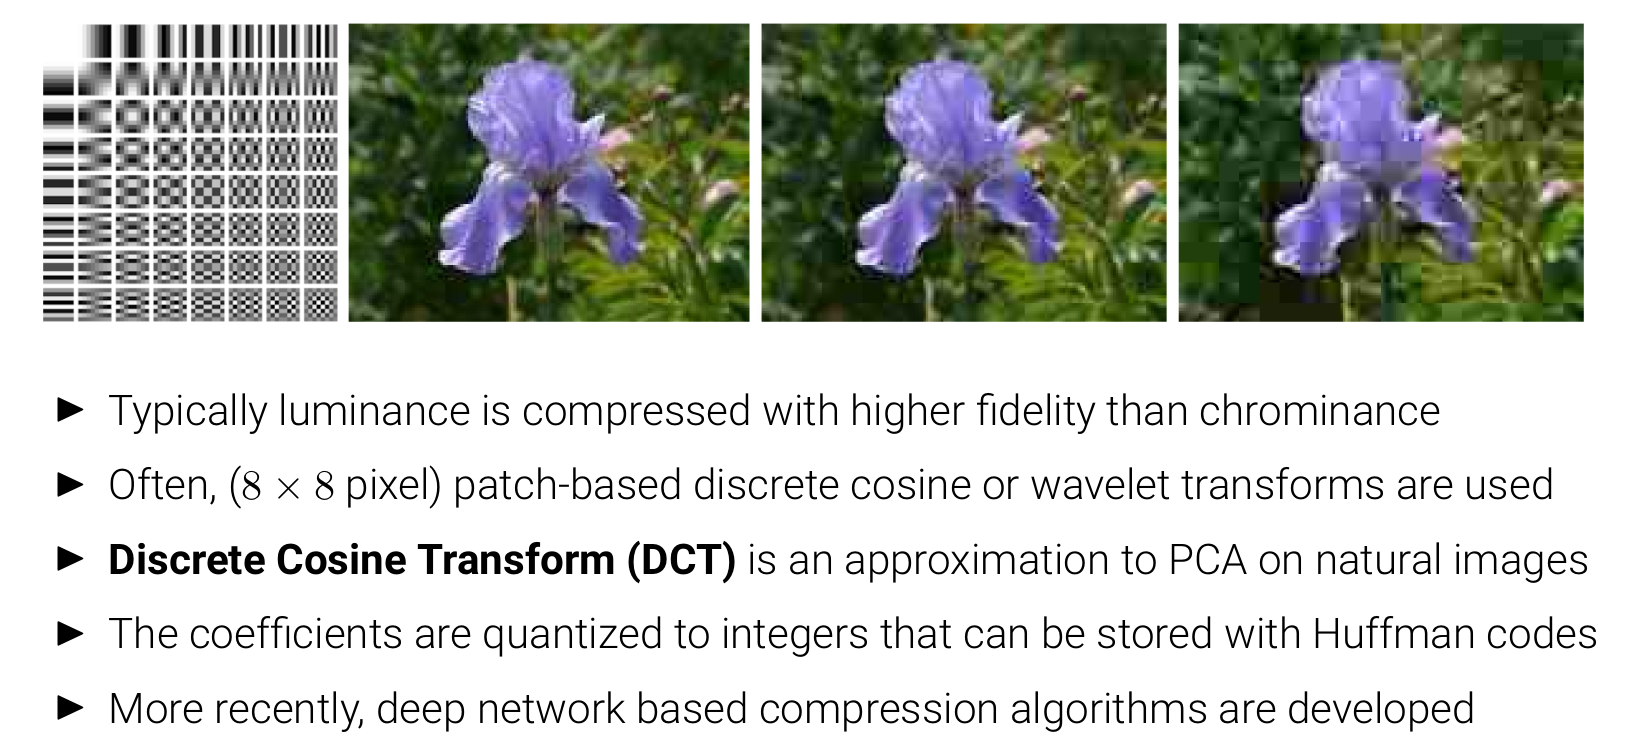 ► Typically luminance is compressed with higher fidelity than chrominance
► Often, (8 × 8 pixel) patch-based discrete cosine or wavelet transforms are used
► Discrete Cosine Transform (DCT) is an approximation to PCA on natural images
► The coefficients are quantized to integers that can be stored with Huffman codes
► More recently, deep network based compression algorithms are developed